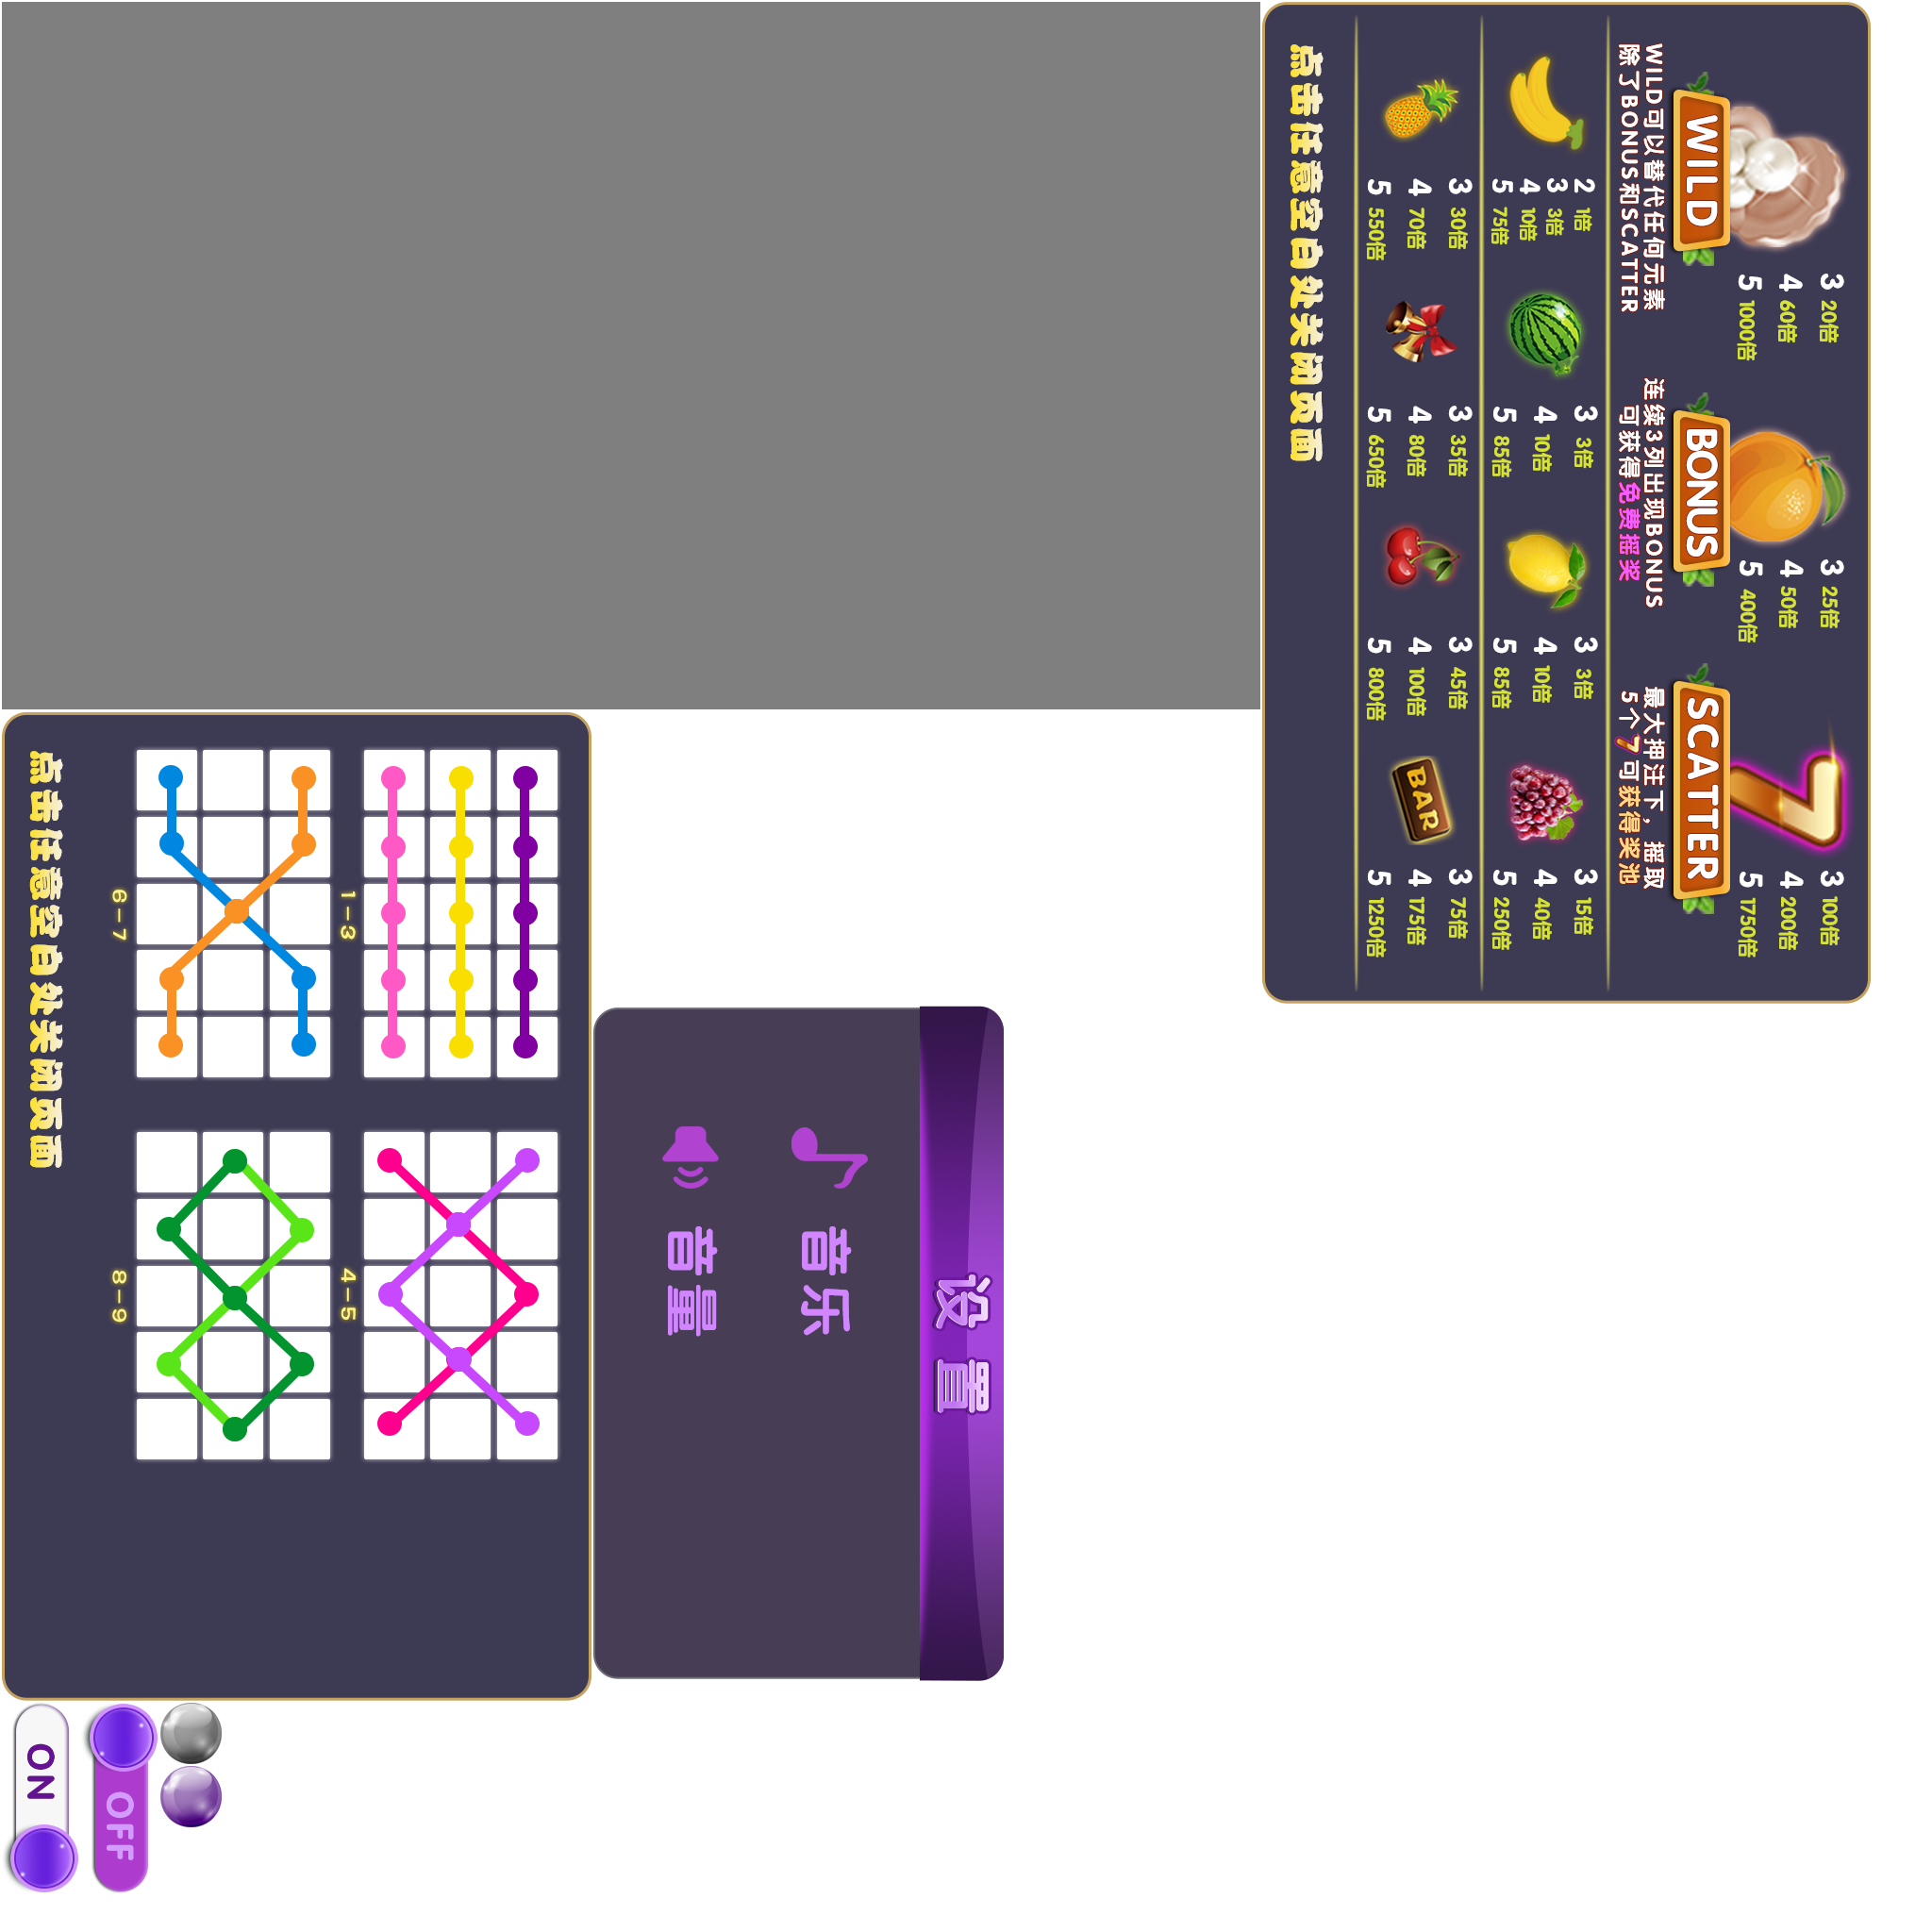 3 20倍
4 60倍
5 1000倍
WILD
WILD可以替代任何元素
除了BONUS和SCATTER
3 25倍
4 50倍
5 400倍
BONUS
连续3列出现BONUS
可获得免费摇奖
3 100倍
4 200倍
5 1750倍
SCATTER
最大押注下，摇取
5个7可获得奖池
2 1倍
3 3倍
4 10倍
5 75倍
3 3倍
4 10倍
5 85倍
3 3倍
4 10倍
5 85倍
3 15倍
4 40倍
5 250倍
3 30倍
4 70倍
5 550倍
3 35倍
4 80倍
5 650倍
3 45倍
4 100倍
5 800倍
BAR
3 75倍
4 175倍
5 1250倍
点击任意空白处关闭页面
1-3
4-5
6-7
8-9
点击任意空白处关闭页面
设置
音乐
音量
OFF
ON